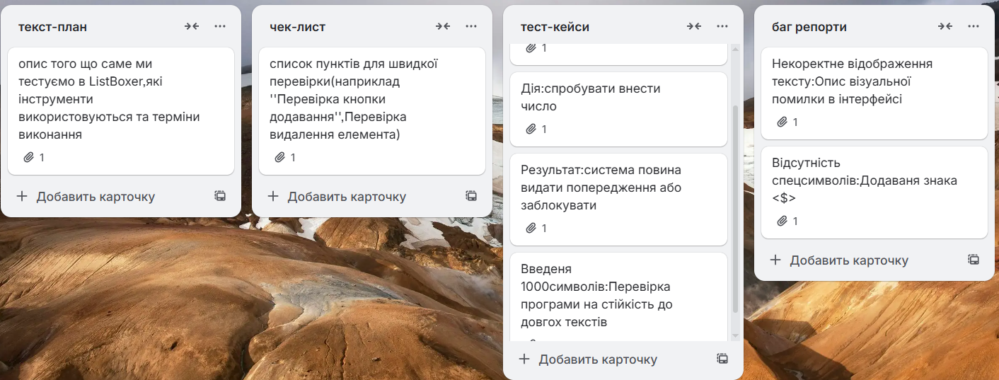 текст-план
опис того що саме ми
тестуємо в ListBoxer,які
інструменти
використовуються та терміни
виконання
1
Добавить карточку
чек-лист
список пунктів для швидкої
перевірки(наприклад
''Перевірка кнопки
додавання'',Перевірка
видалення елемента)
1
Добавить карточку
тест-кейси
1
Дія:спробувати внести
число
1
Результат:система повина
видати попередження або
заблокувати
1
Введеня
1000символів:Перевірка
програми на стійкість до
довгох текстів
Добавить карточку
баг репорти
Некоректне відображення
тексту:Опис візуальної
помилки в інтерфейсі
1
Відсутність
спецсимволів:Додаваня знака
<$>
1
Добавить карточку